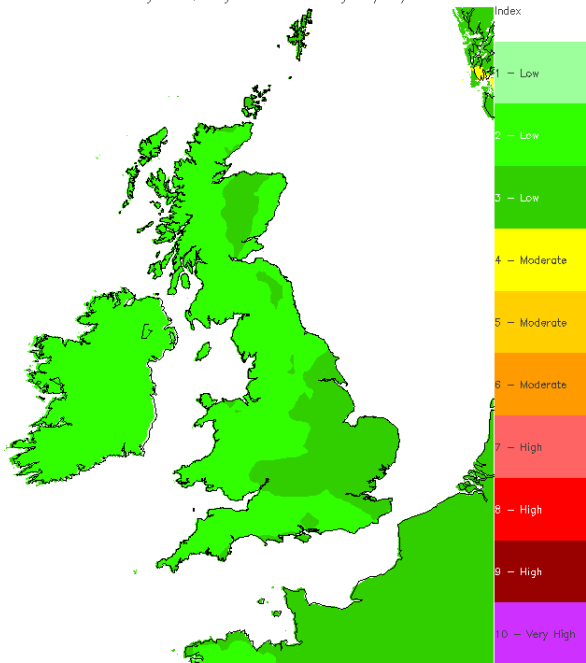 Index
1 - Low
2 - Low
3 - Low
4 - Moderate
5 - Moderate
6 - Moderate
7 - High
8 - High
9 - High
10 - Very High